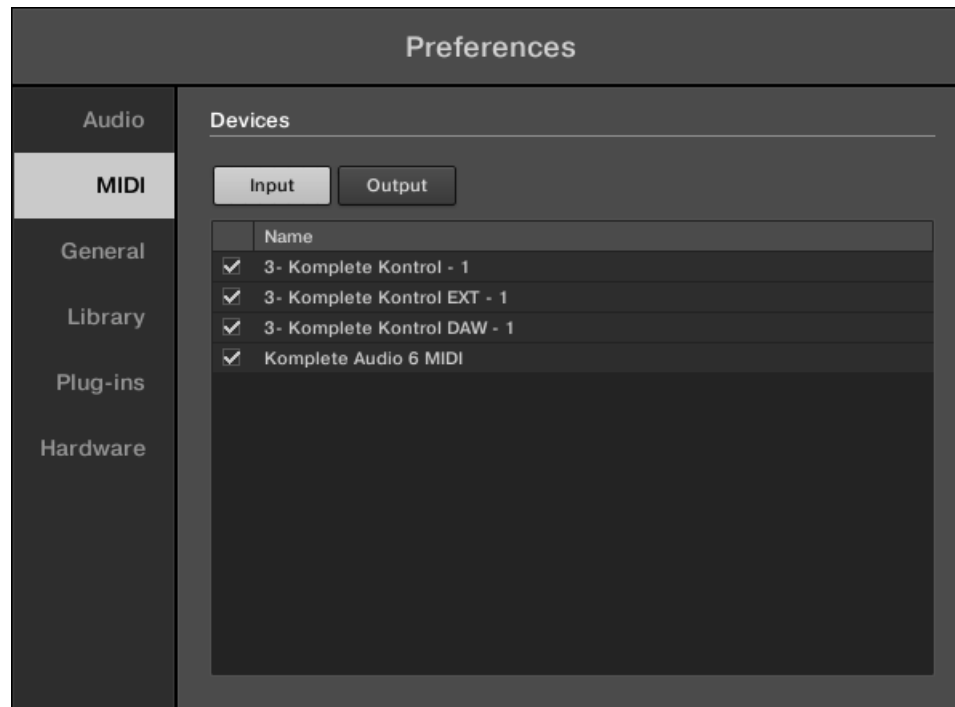 Preferences
Audio
MIDI
General
Library
Plug-ins
Hardware
Devices
Input Output
Name
3- Komplete Kontrol - 1
3- Komplete Kontrol EXT - 1
3- Komplete Kontrol DAW - 1
Komplete Audio 6 MIDI